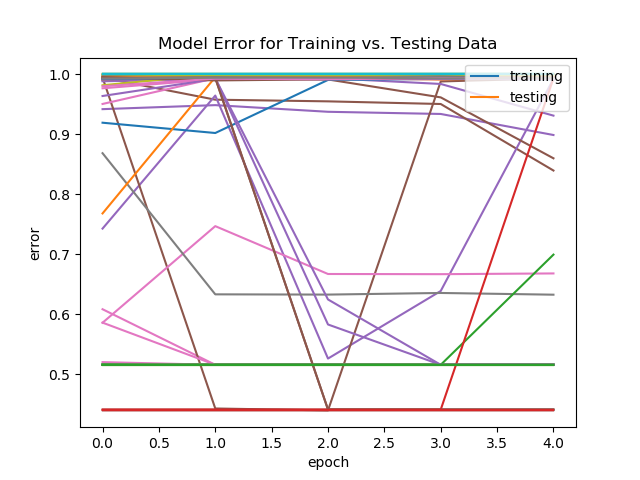 Model Error for Training vs. Testing Data
1.0
0.9
0.8
0.7
0.6
0.5
error
training
testing
0.0 0.5 1.0 1.5 2.0 2.5 3.0 3.5 4.0
epoch